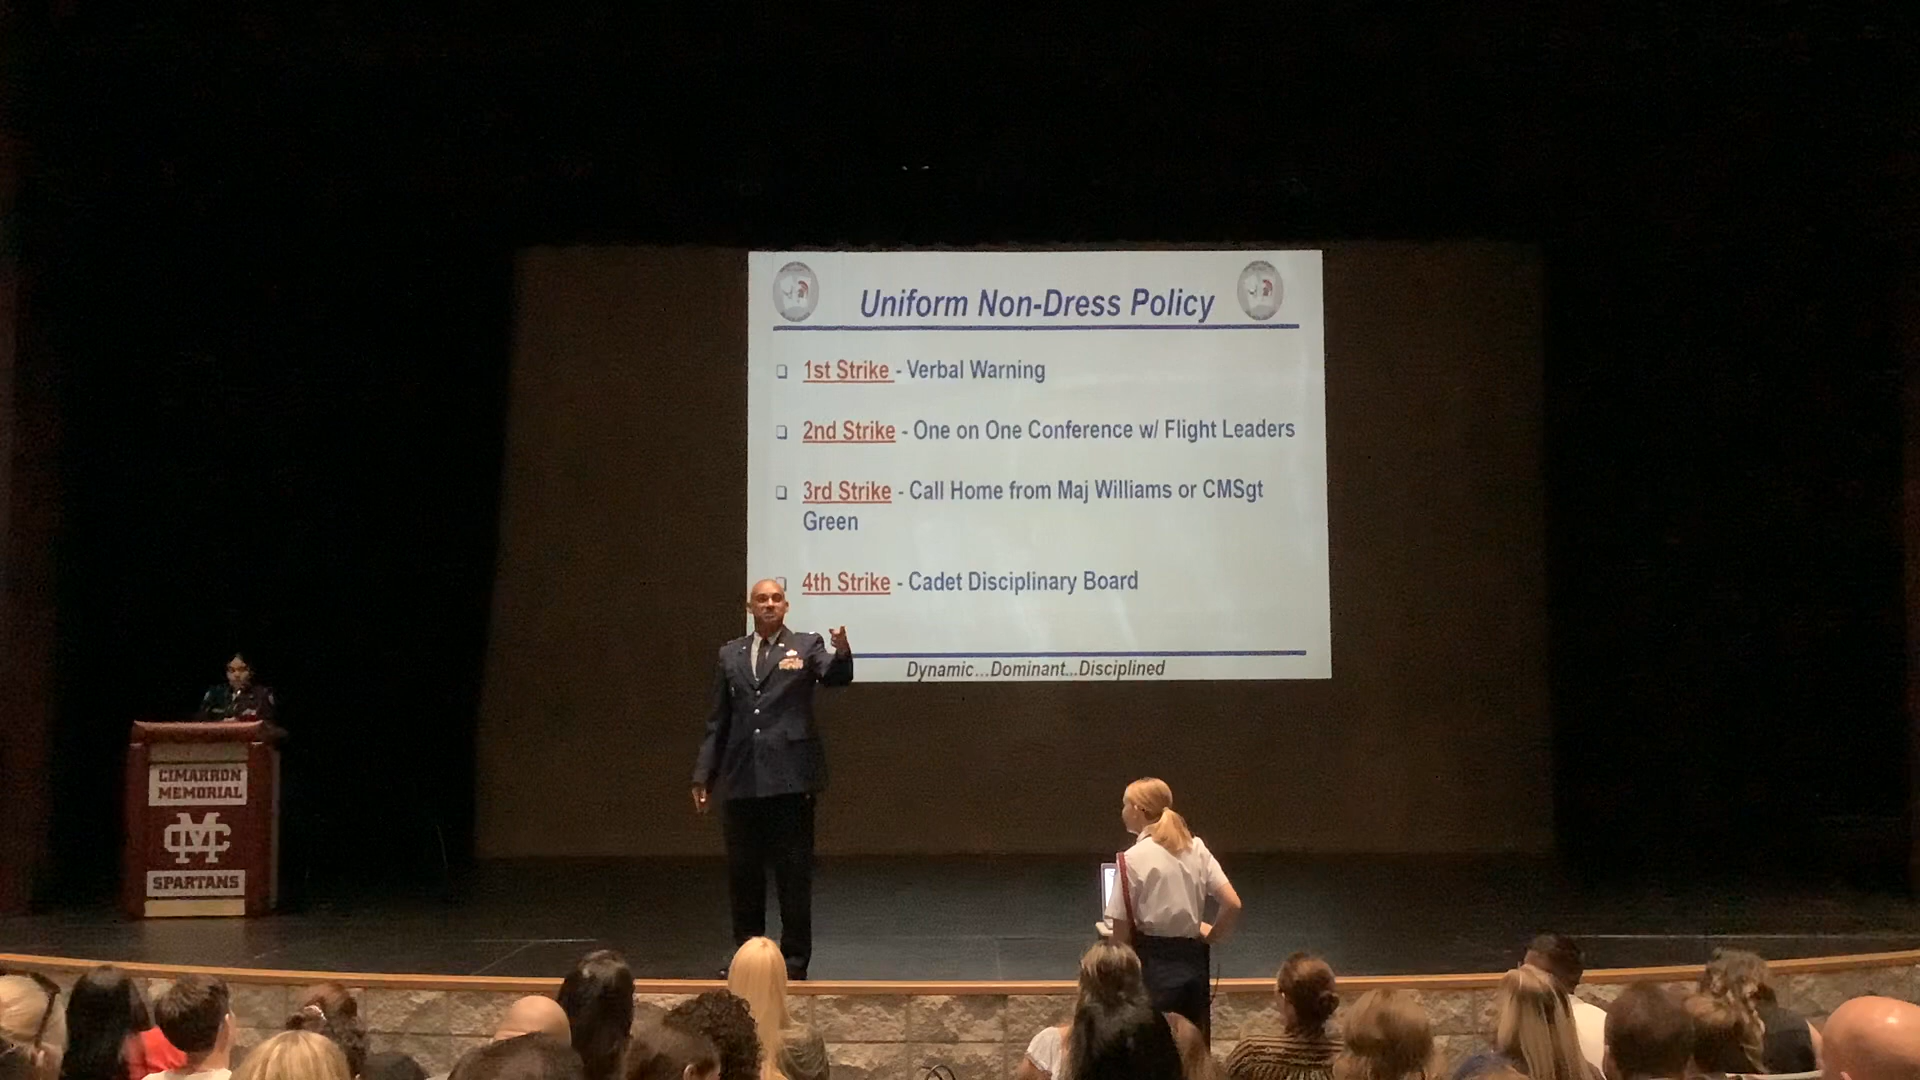 Uniform Non-Dress Policy
1st Strike - Verbal Warning
2nd Strike - One on One Conference w/ Flight Leaders
3rd Strike - Call Home from Maj Williams or CMSgt
Green
4th Strike - Cadet Disciplinary Board
Dynamic...Dominant...Disciplined
CIMARRON
MEMORIAL
CM
SPARTANS